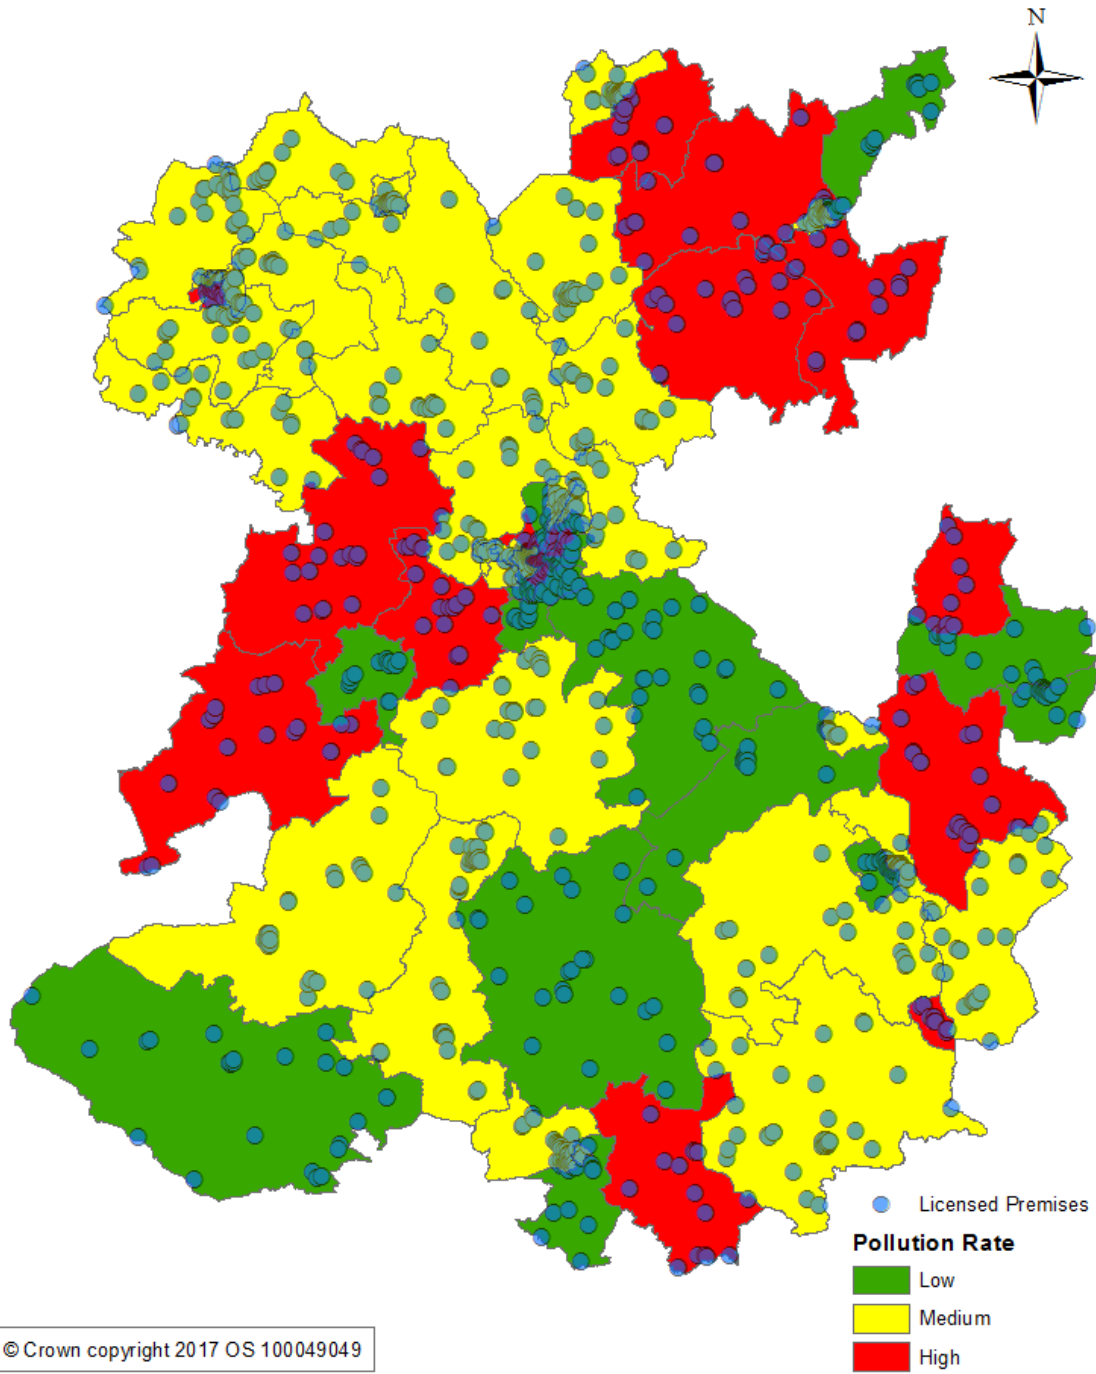 N
Licensed Premises
Pollution Rate
Low
Medium
High
© Crown copyright 2017 OS 100049049